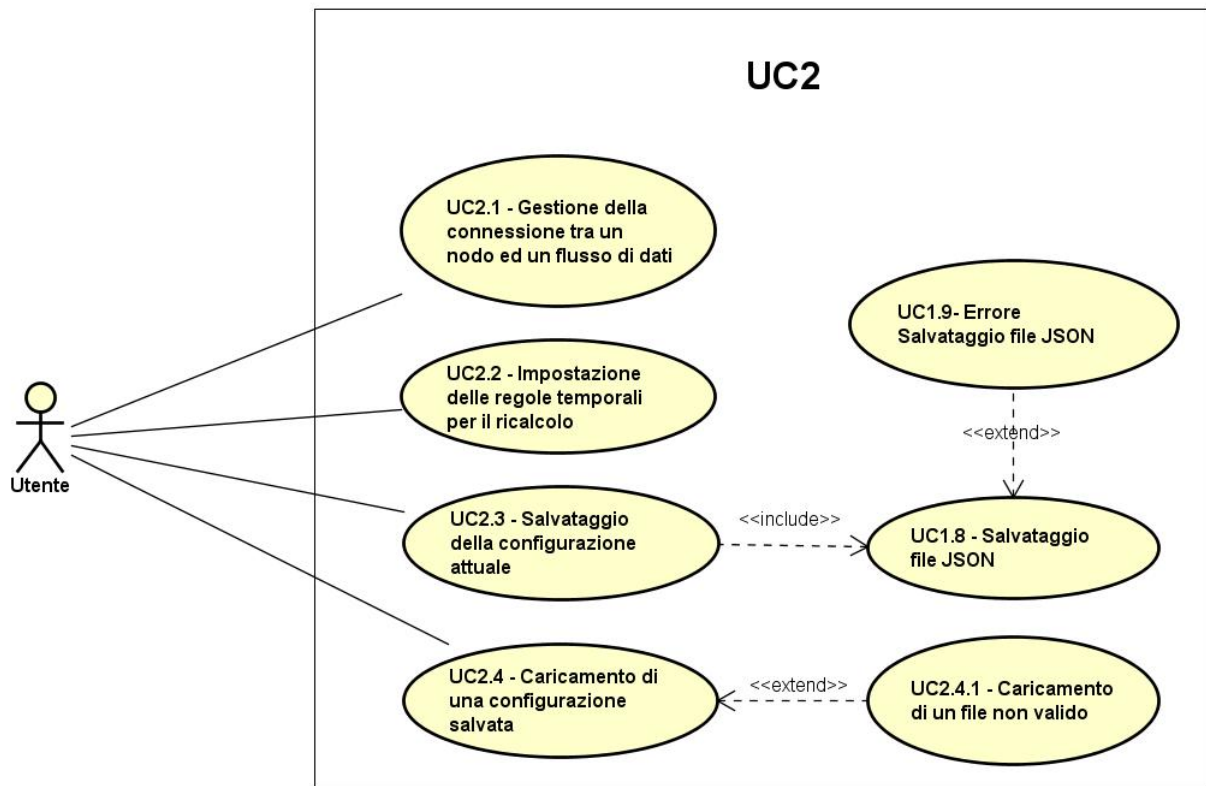 UC2
UC2.1 - Gestione della
connessione tra un
nodo ed un flusso di dati
UC1.9- Errore
Salvataggio file JSON
UC2.2 - Impostazione
delle regole temporali
per il ricalcolo
<<extend>>
Utente
UC2.3 - Salvataggio
della configurazione
attuale
<<include>>
UC1.8 - Salvataggio
file JSON
UC2.4 - Caricamento di
una configurazione
salvata
<<extend>>
UC2.4.1 - Caricamento
di un file non valido